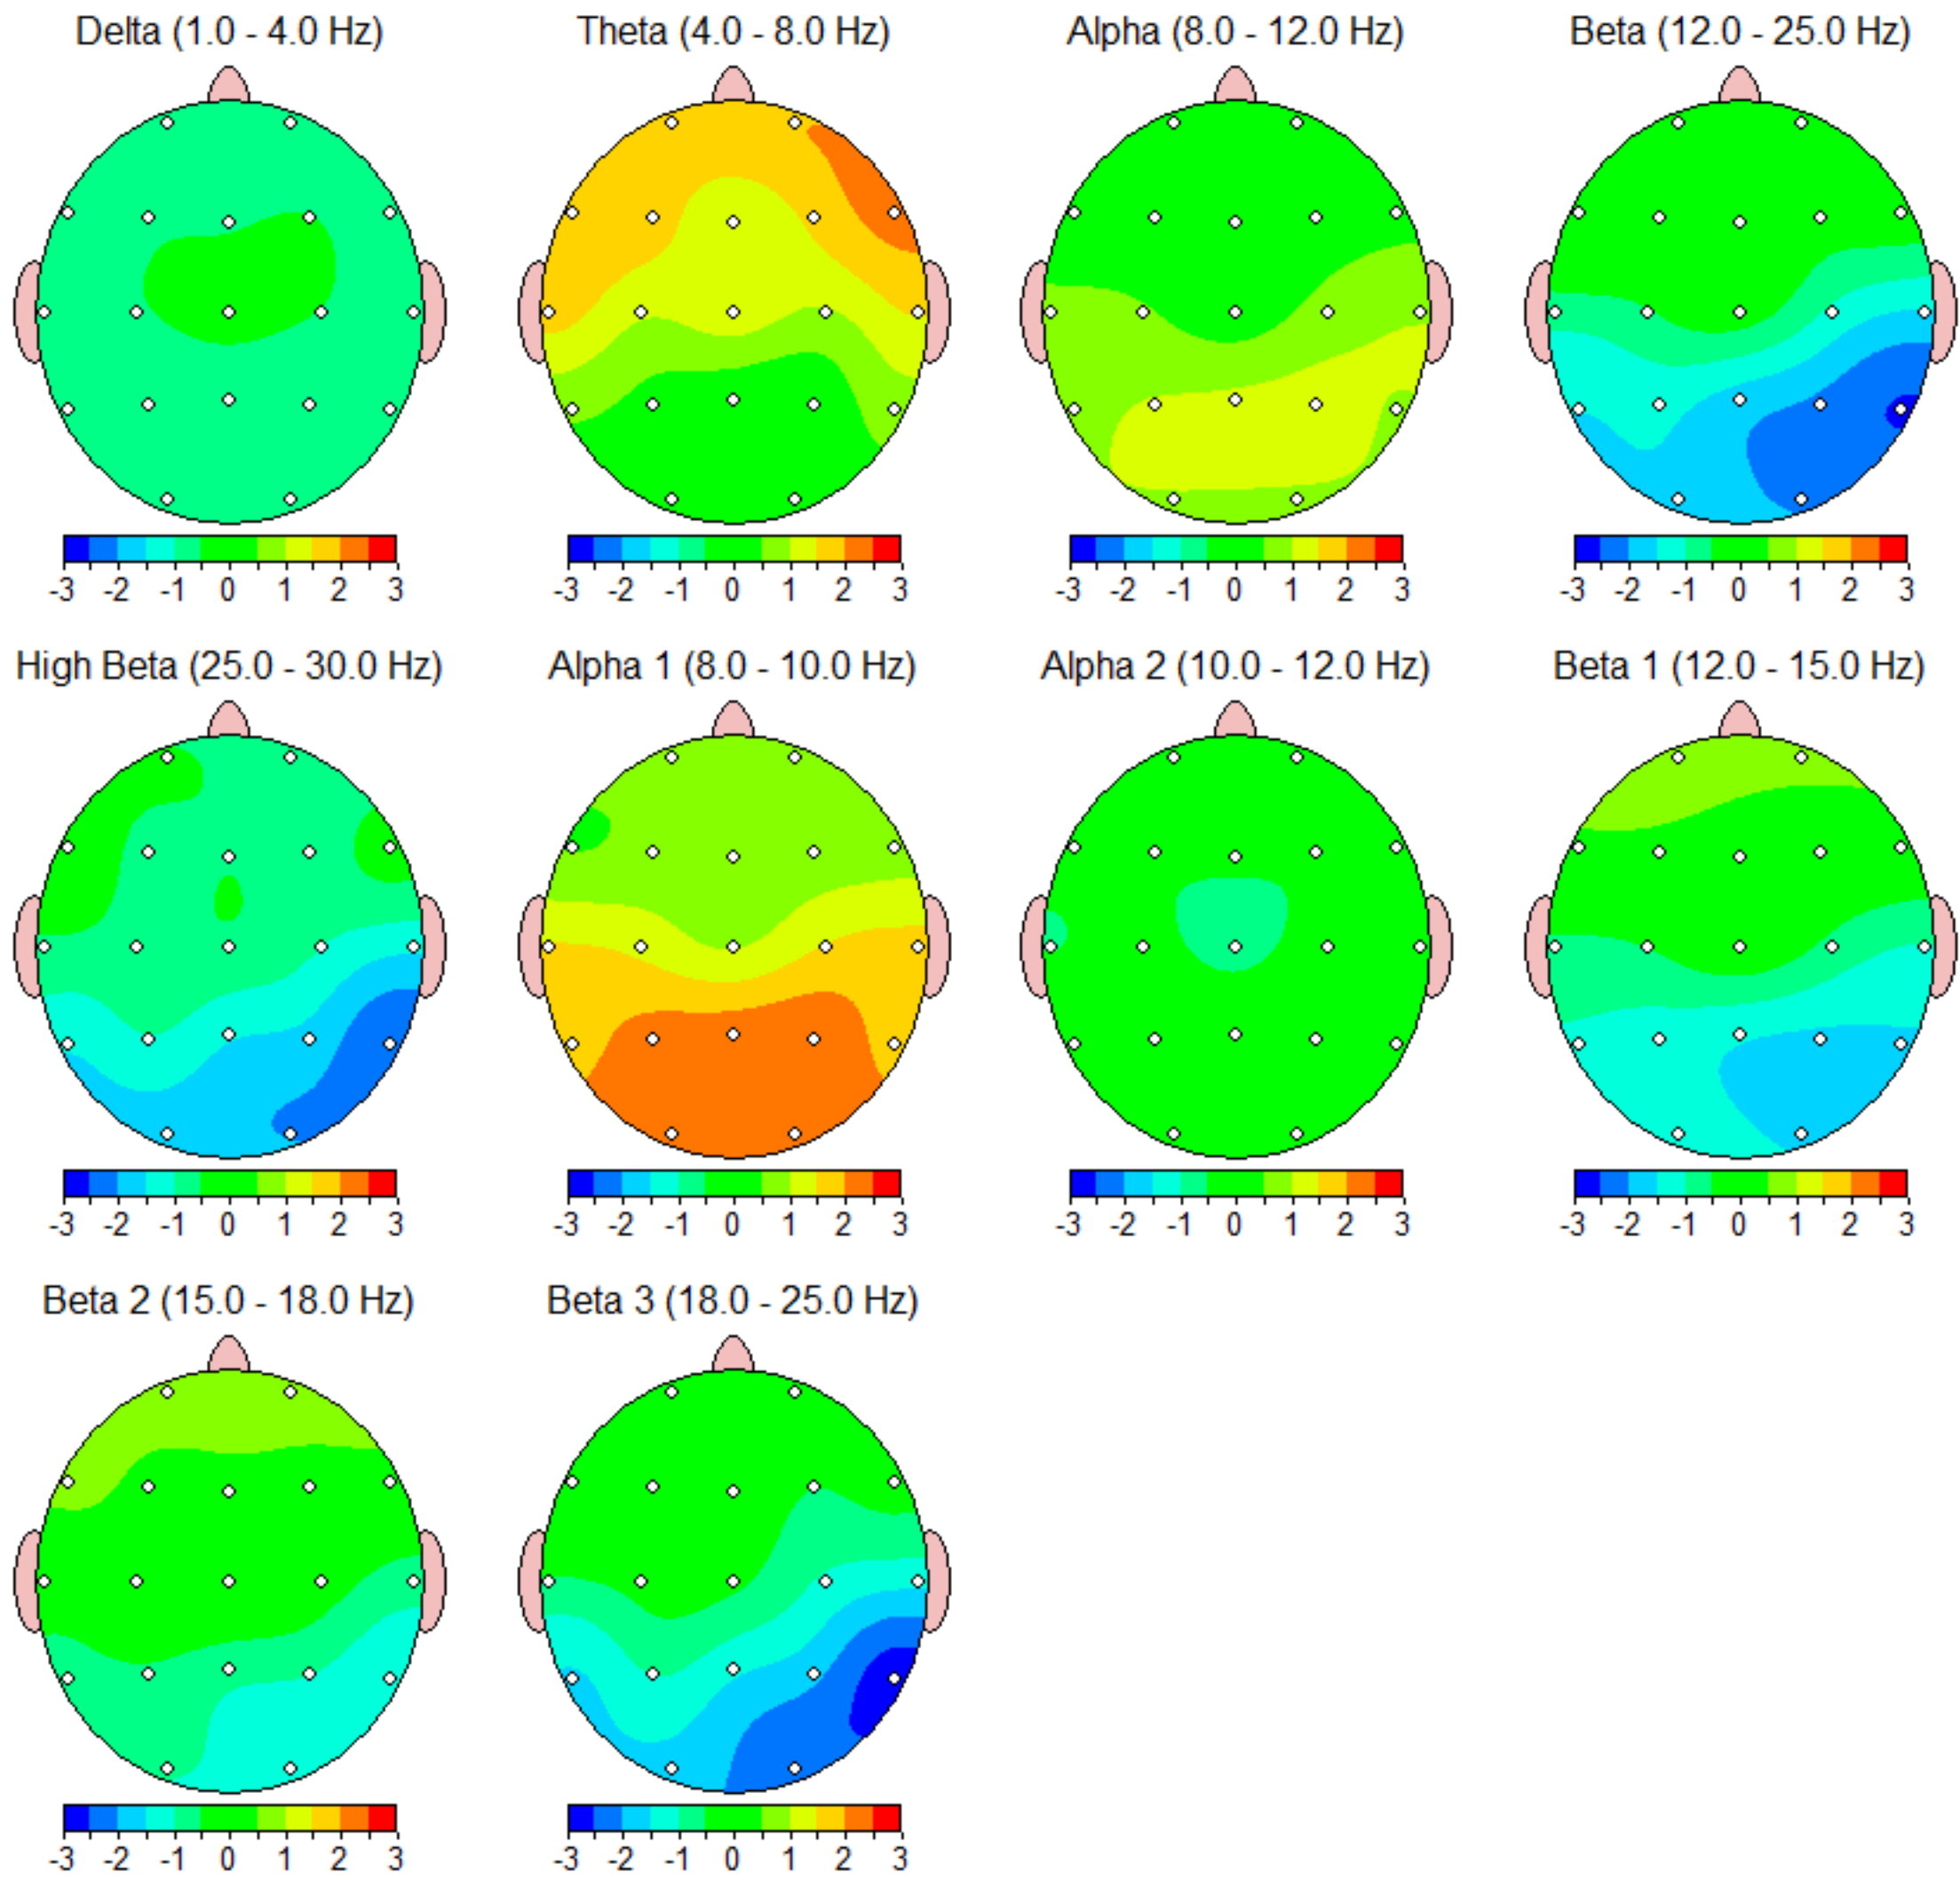 Delta (1.0 - 4.0 Hz) Theta (4.0 - 8.0 Hz) Alpha (8.0 - 12.0 Hz) Beta (12.0 - 25.0 Hz)
-3 -2 -1 0 1 2 3 -3 -2 -1 0 1 2 3 -3 -2 -1 0 1 2 3 -3 -2 -1 0 1 2 3
High Beta (25.0 - 30.0 Hz) Alpha 1 (8.0 - 10.0 Hz) Alpha 2 (10.0 - 12.0 Hz) Beta 1 (12.0 - 15.0 Hz)
-3 -2 -1 0 1 2 3 -3 -2 -1 0 1 2 3 -3 -2 -1 0 1 2 3 -3 -2 -1 0 1 2 3
Beta 2 (15.0 - 18.0 Hz) Beta 3 (18.0 - 25.0 Hz)
-3 -2 -1 0 1 2 3 -3 -2 -1 0 1 2 3